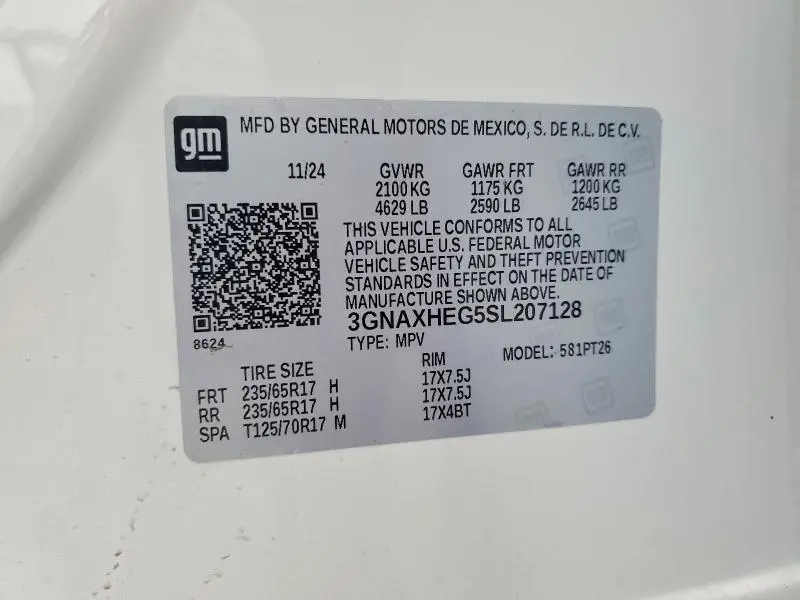 gm
MFD BY GENERAL MOTORS DE MEXICO, S. DE R.L. DE C.V.
11/24 GVWR GAWR FRT GAWR RR
2100 KG 1175 KG 1200 KG
4629 LB 2590 LB 2645 LB
THIS VEHICLE CONFORMS TO ALL
APPLICABLE U.S. FEDERAL MOTOR
VEHICLE SAFETY AND THEFT PREVENTION
STANDARDS IN EFFECT ON THE DATE OF
MANUFACTURE SHOWN ABOVE.
3GNAXHEG5SL207128
8624
TYPE: MPV MODEL: 581PT26
TIRE SIZE RIM
FRT 235/65R17 H 17X7.5J
RR 235/65R17 H 17X7.5J
SPA T125/70R17 M 17X4BT